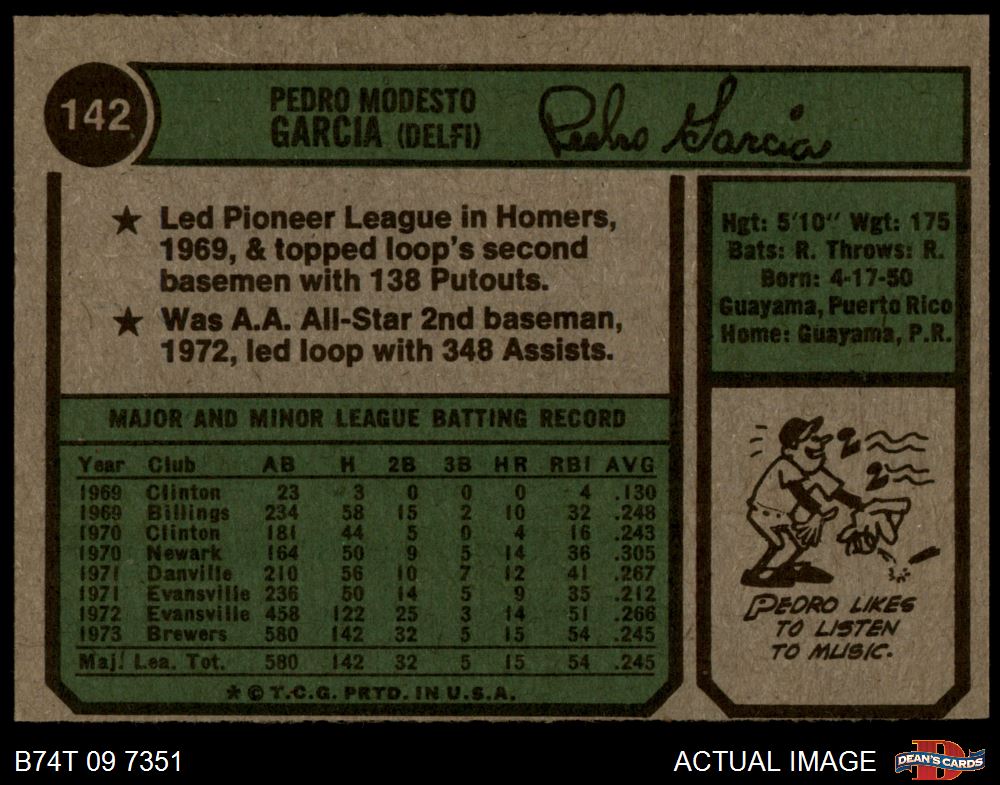 142
PEDRO MODESTO
GARCIA (DELFI)
Pedro Garcia
★ Led Pioneer League in Homers,
1969, & topped loop's second
basemen with 138 Putouts.
★ Was A.A. All-Star 2nd baseman,
1972, led loop with 348 Assists.
Hgt: 5'10" Wgt: 175
Bats: R. Throws: R.
Born: 4-17-50
Guayama, Puerto Rico
Home: Guayama, P.R.
MAJOR AND MINOR LEAGUE BATTING RECORD
Year Club AB H 2B 3B HR RBI AVG
1969 Clinton 23 3 0 0 0 4 .130
1969 Billings 234 58 15 2 10 32 .248
1970 Clinton 181 44 5 0 4 16 .243
1970 Newark 164 50 9 5 14 36 .305
1971 Danville 210 56 10 7 12 41 .267
1971 Evansville 236 50 14 5 9 35 .212
1972 Evansville 458 122 25 3 14 51 .266
1973 Brewers 580 142 32 5 15 54 .245
Maj. Lea. Tot. 580 142 32 5 15 54 .245
★ © T.C.G. PRTD. IN U.S.A.
PEDRO LIKES
TO LISTEN
TO MUSIC.
B74T 09 7351
ACTUAL IMAGE
DEAN'S CARDS